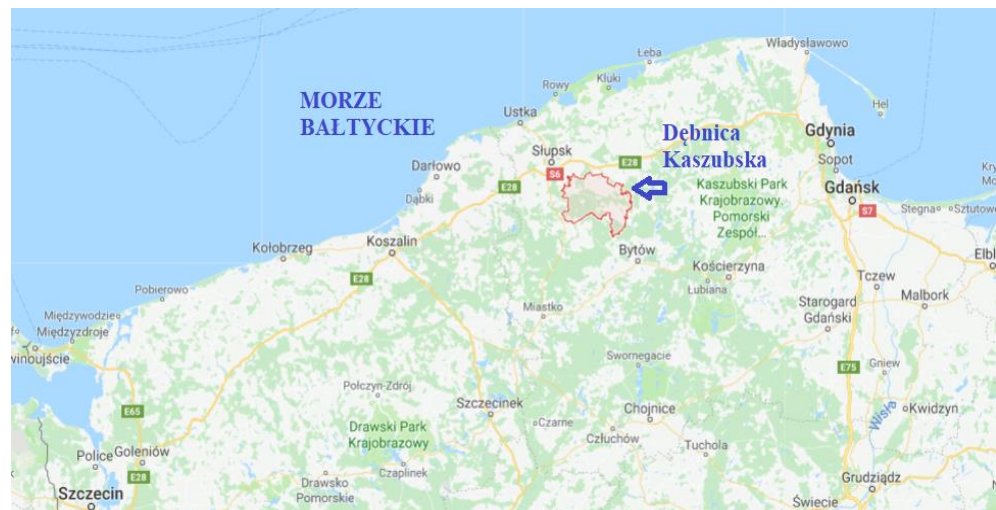 Władysławowo
Łeba
Kluki
Rowy
MORZE
BAŁTYCKIE
Hel
Ustka
Gdynia
Dębnica
Kaszubska
Słupsk
E28
Sopot
Darłowo
S6
Kaszubski Park
Krajobrazowy.
Pomorski
Zespół...
Gdańsk
E28
Dąbki
S7
Stegna
Sztutowo
Kołobrzeg
Koszalin
Bytów
Kościerzyna
Elbl
E28
Tczew
Pobierowo
Łubiana
Malbork
Miastko
Starogard
Gdański
Międzywodzie
Międzyzdroje
winoujście
Swornegacie
E75
Gniew
Połczyn-Zdrój
Szczecinek
Chojnice
Wisła
Kwidzyn
E65
Drawski Park
Krajobrazowy
Czarne
Człuchów
Tuchola
Police
Goleniów
Czaplinek
E28
Drawsko
Pomorskie
Grudziądz
Szczecin
Świecie